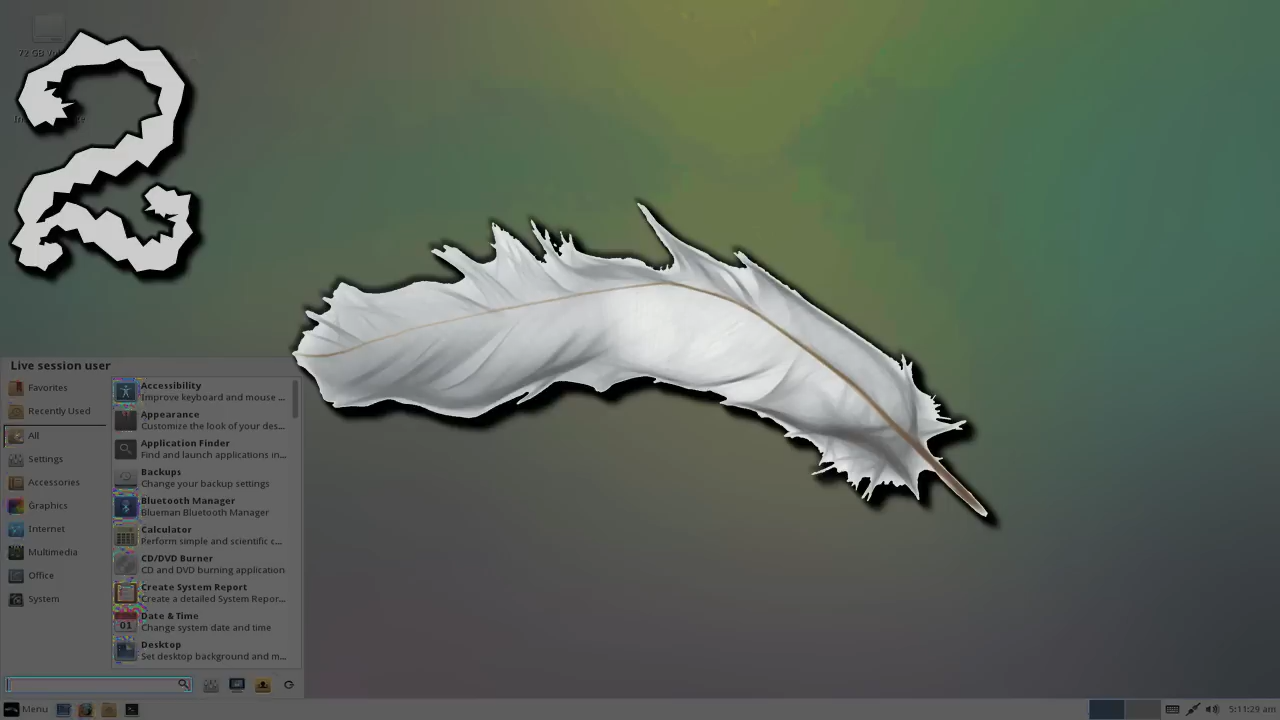 2
72 GB
Live session user
Favorites
Recently Used
All
Settings
Accessories
Graphics
Internet
Multimedia
Office
System
Accessibility
Improve keyboard and mouse ...
Appearance
Customize the look of your des...
Application Finder
Find and launch applications in...
Backups
Change your backup settings
Bluetooth Manager
Blueman Bluetooth Manager
Calculator
Perform simple and scientific c...
CD/DVD Burner
CD and DVD burning application
Create System Report
Create a detailed System Repor...
Date & Time
Change system date and time
01
Desktop
Set desktop background and m...
Menu
5:11:29 am